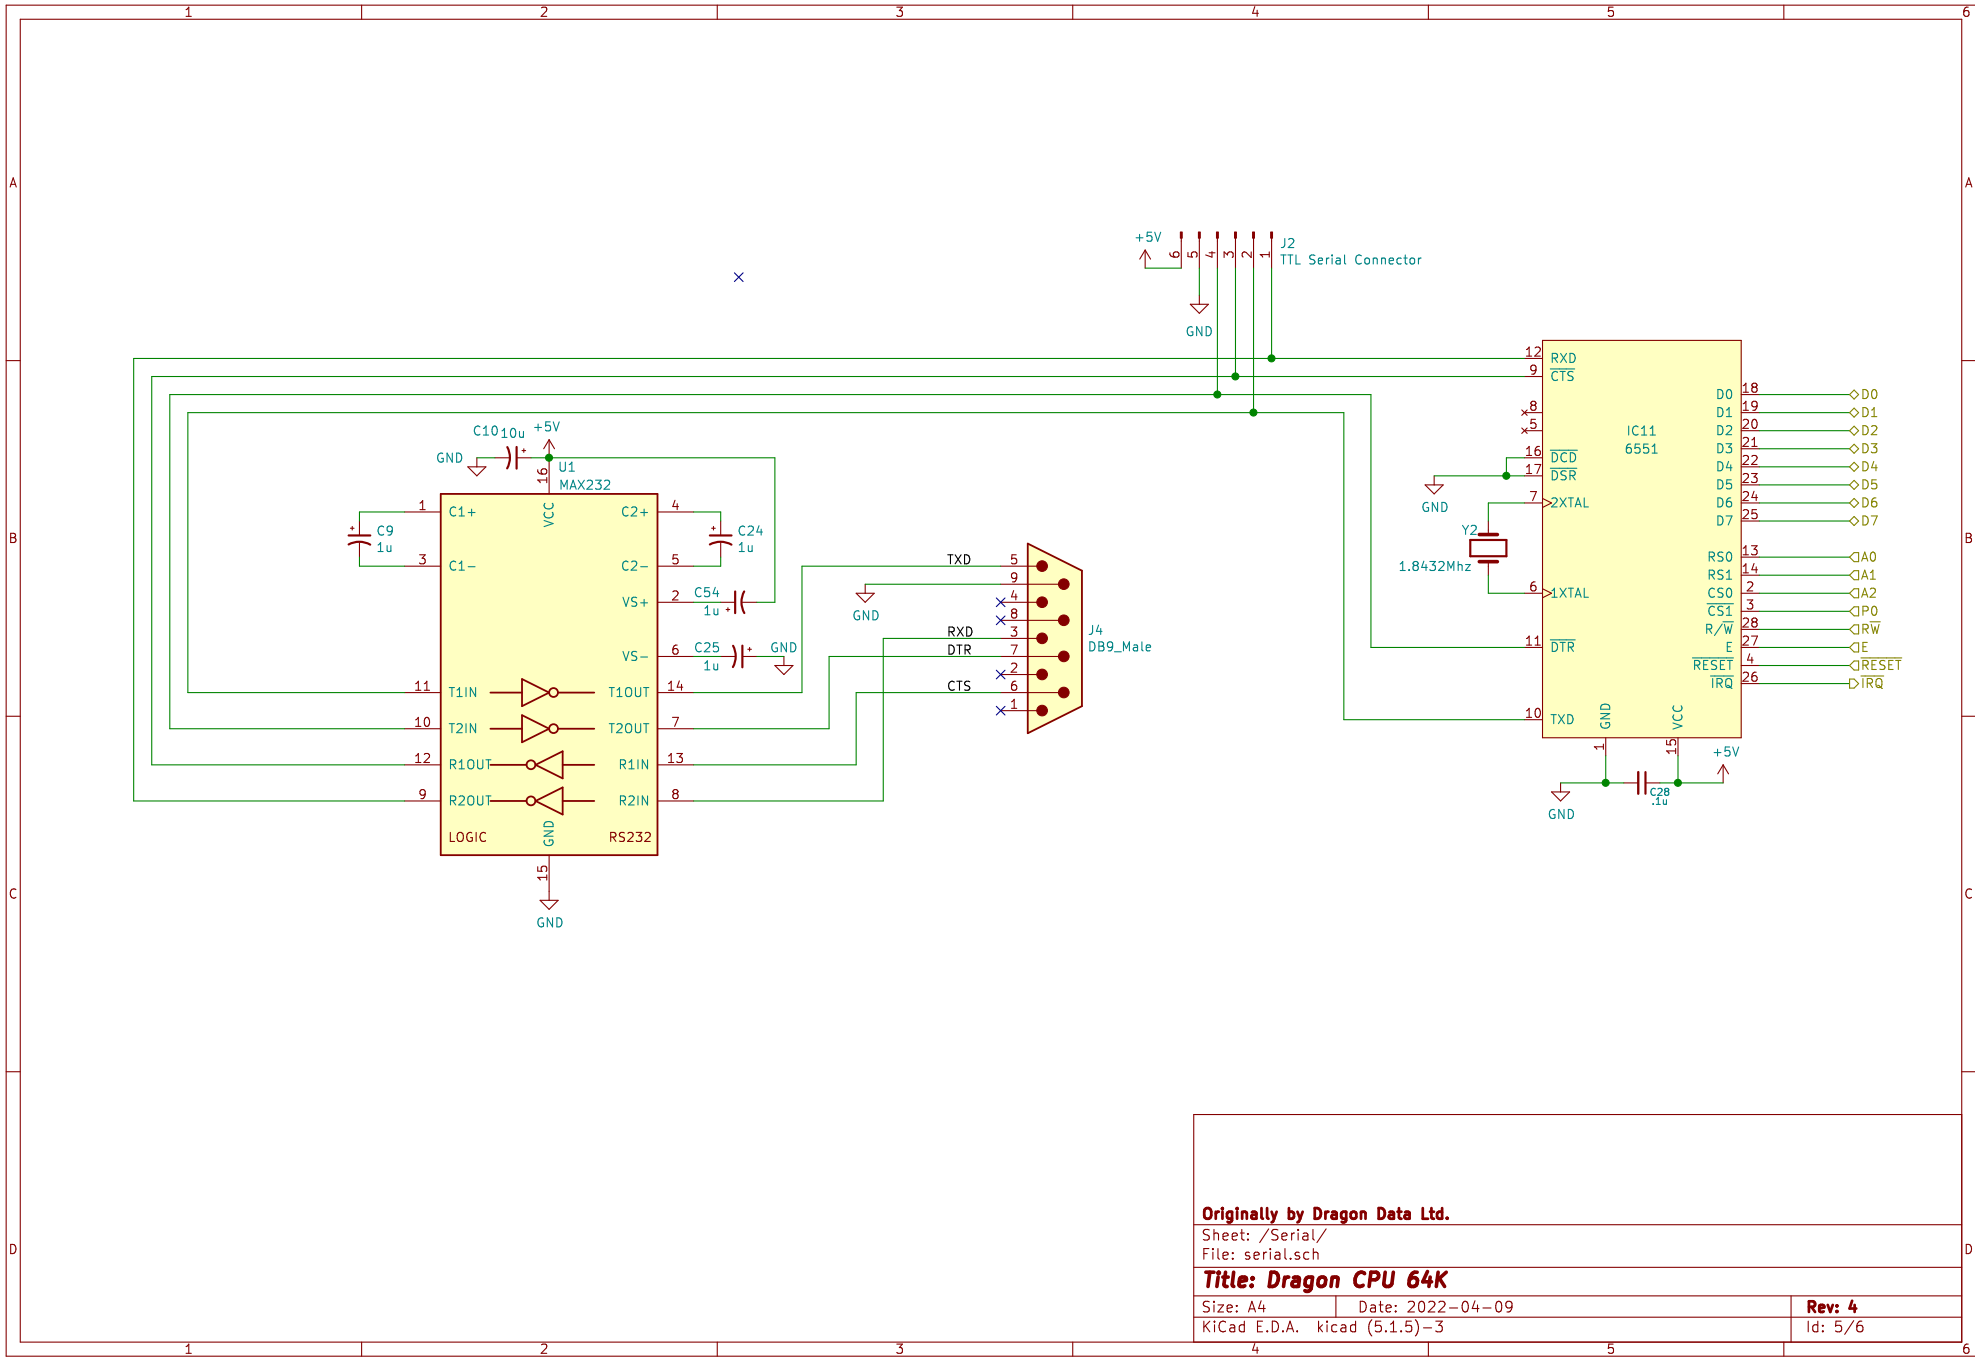 1 2 3 4 5 6
A A
B B
C C
D D
1 2 3 4 5 6
+5V
6 5 4 3 2 1
J2
TTL Serial Connector
GND
C10 10u +5V
GND
16
U1
MAX232
1 C1+ VCC C2+ 4
C9
1u
C24
1u
3 C1- C2- 5
VS+ 2
C54
1u
VS- 6
C25
1u
GND
11 T1IN T1OUT 14
10 T2IN T2OUT 7
12 R1OUT R1IN 13
9 R2OUT R2IN 8
LOGIC GND RS232
15
GND
TXD 5
9
GND
4
8
RXD 3
DTR 7
2
CTS 6
1
J4
DB9_Male
12 RXD
9 CTS
8
5
16 DCD
17 DSR
GND
7 2XTAL
Y2
1.8432Mhz
6 1XTAL
11 DTR
10 TXD
IC11
6551
D0 18 D0
D1 19 D1
D2 20 D2
D3 21 D3
D4 22 D4
D5 23 D5
D6 24 D6
D7 25 D7
RS0 13 A0
RS1 14 A1
CS0 2 A2
CS1 3 P0
R/W 28 RW
E 27 E
RESET 4 RESET
IRQ 26 IRQ
GND VCC
1 15
+5V
C28
.1u
GND
Originally by Dragon Data Ltd.
Sheet: /Serial/
File: serial.sch
Title: Dragon CPU 64K
Size: A4 Date: 2022-04-09 Rev: 4
KiCad E.D.A. kicad (5.1.5)-3 Id: 5/6